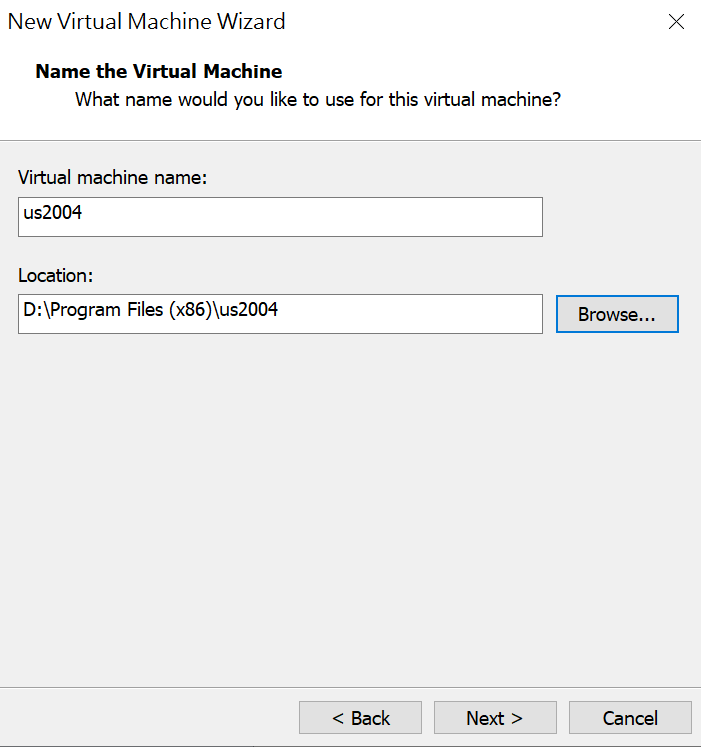 New Virtual Machine Wizard
Name the Virtual Machine
What name would you like to use for this virtual machine?
Virtual machine name:
us2004
Location:
D:\Program Files (x86)\us2004
Browse...
< Back
Next >
Cancel